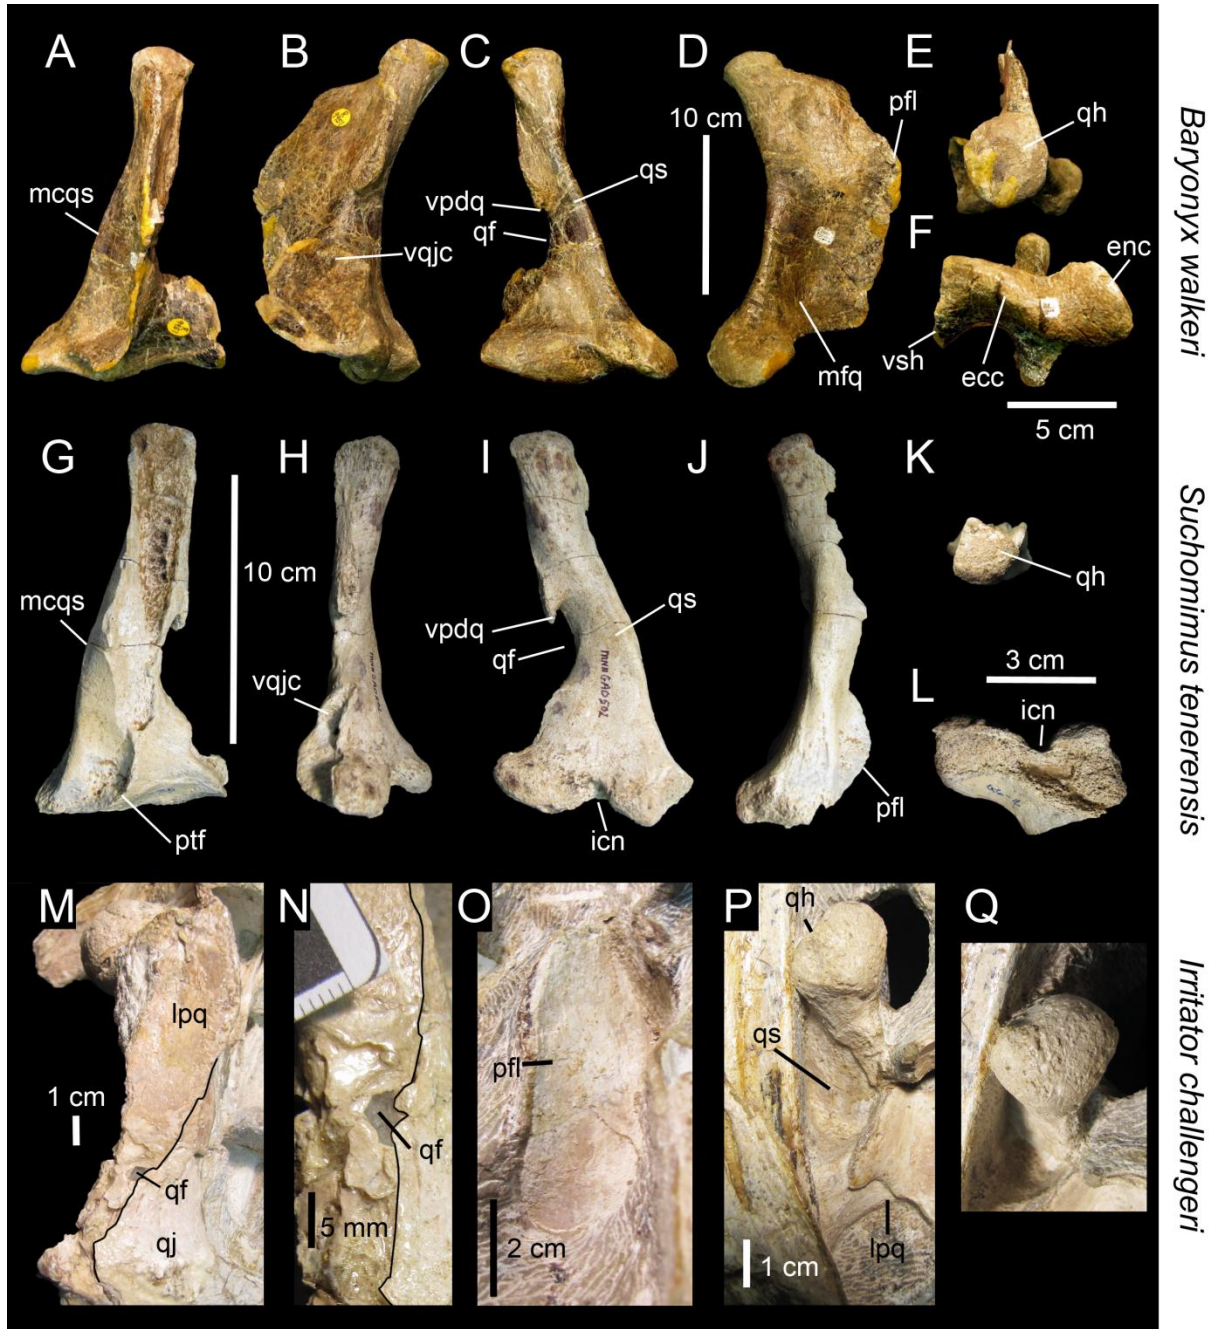 A
B
C
D
E
10 cm
pfl
qh
mcqs
qs
vpdq
qf
vqjc
F
enc
mfq
vsh
ecc
5 cm
Baryonyx walkeri
G
H
I
J
K
10 cm
qh
mcqs
qs
vpdq
qf
vqjc
3 cm
L
icn
pfl
ptf
icn
Suchomimus tenerensis
M
N
O
P
Q
qh
lpq
pfl
qs
1 cm
qf
qf
5 mm
qj
2 cm
lpq
1 cm
Irritator challengeri